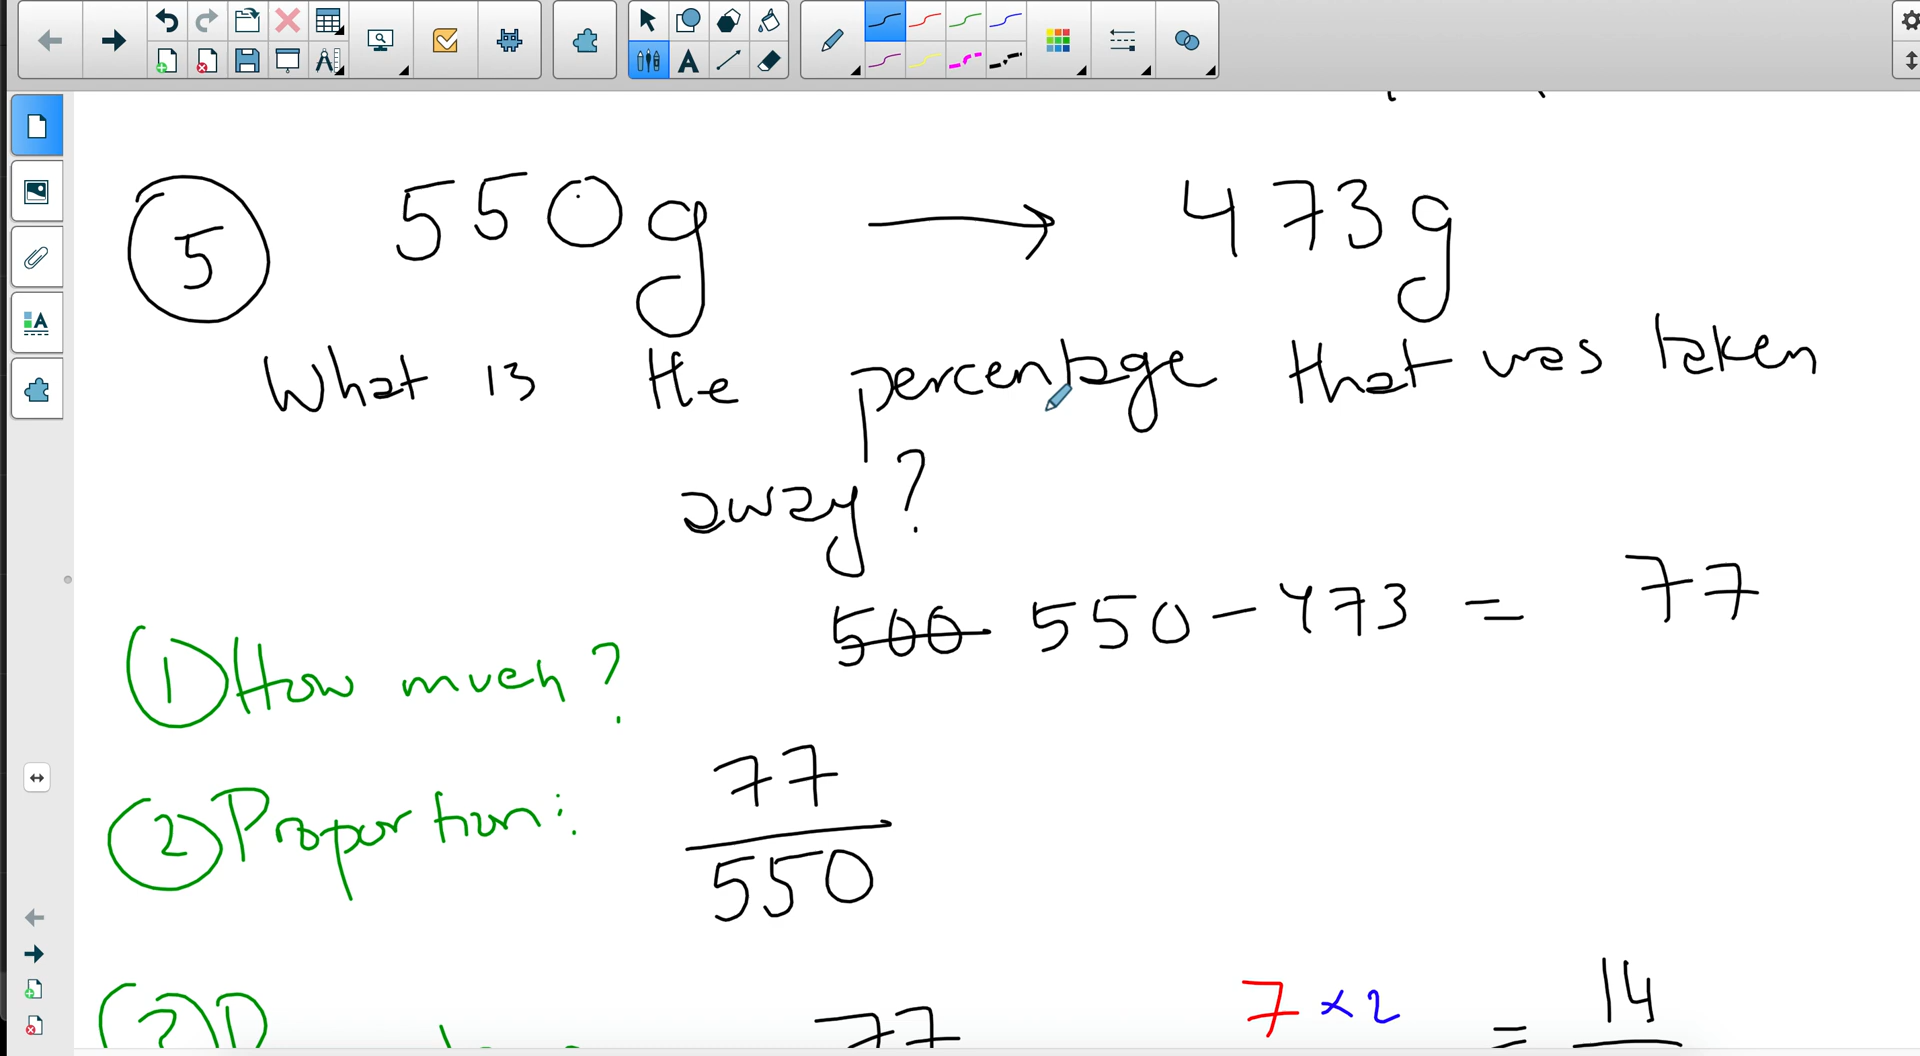 5 550g → 473g
What is the percentage that was taken
away?
500 550 - 473 = 77
1 How much?
2 Proportion: 77
550
7 × 2
77 = 14